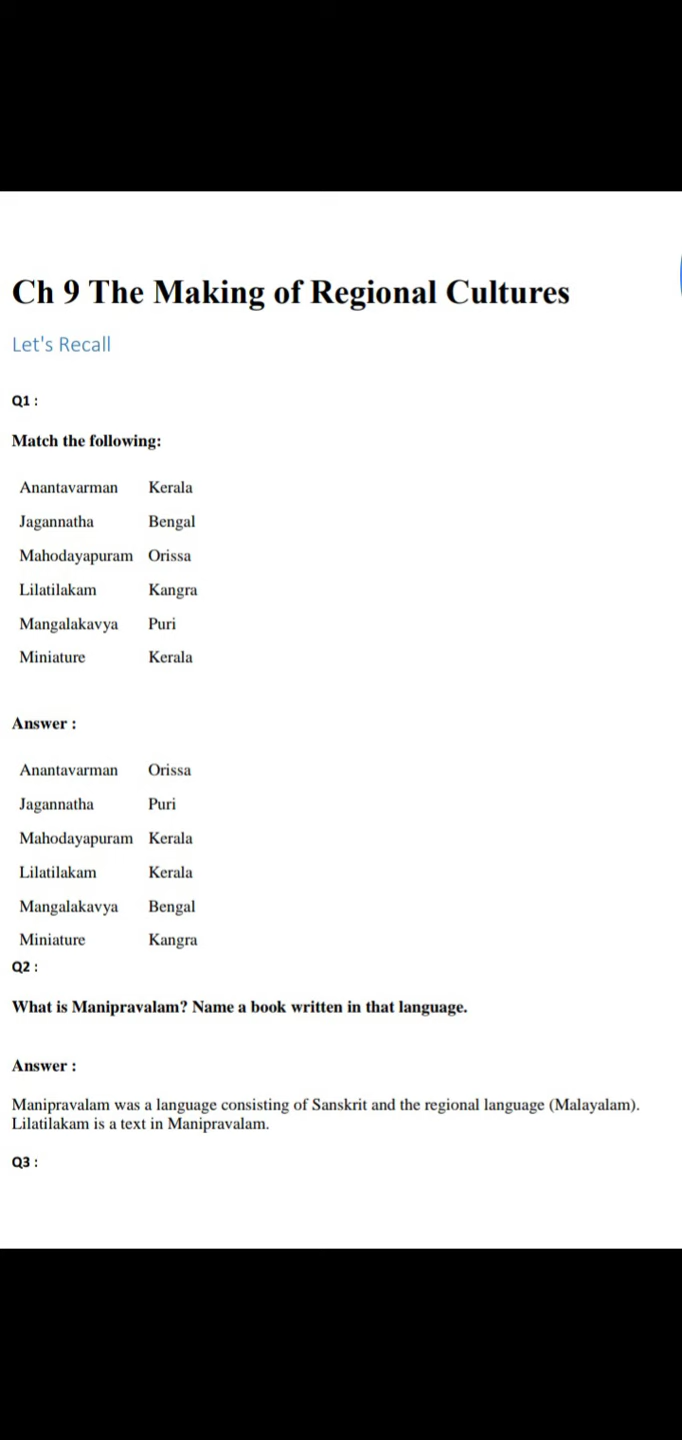 Ch 9 The Making of Regional Cultures
Let's Recall
Q1 :
Match the following:
Anantavarman Kerala
Jagannatha Bengal
Mahodayapuram Orissa
Lilatilakam Kangra
Mangalakavya Puri
Miniature Kerala
Answer :
Anantavarman Orissa
Jagannatha Puri
Mahodayapuram Kerala
Lilatilakam Kerala
Mangalakavya Bengal
Miniature Kangra
Q2 :
What is Manipravalam? Name a book written in that language.
Answer :
Manipravalam was a language consisting of Sanskrit and the regional language (Malayalam).
Lilatilakam is a text in Manipravalam.
Q3 :